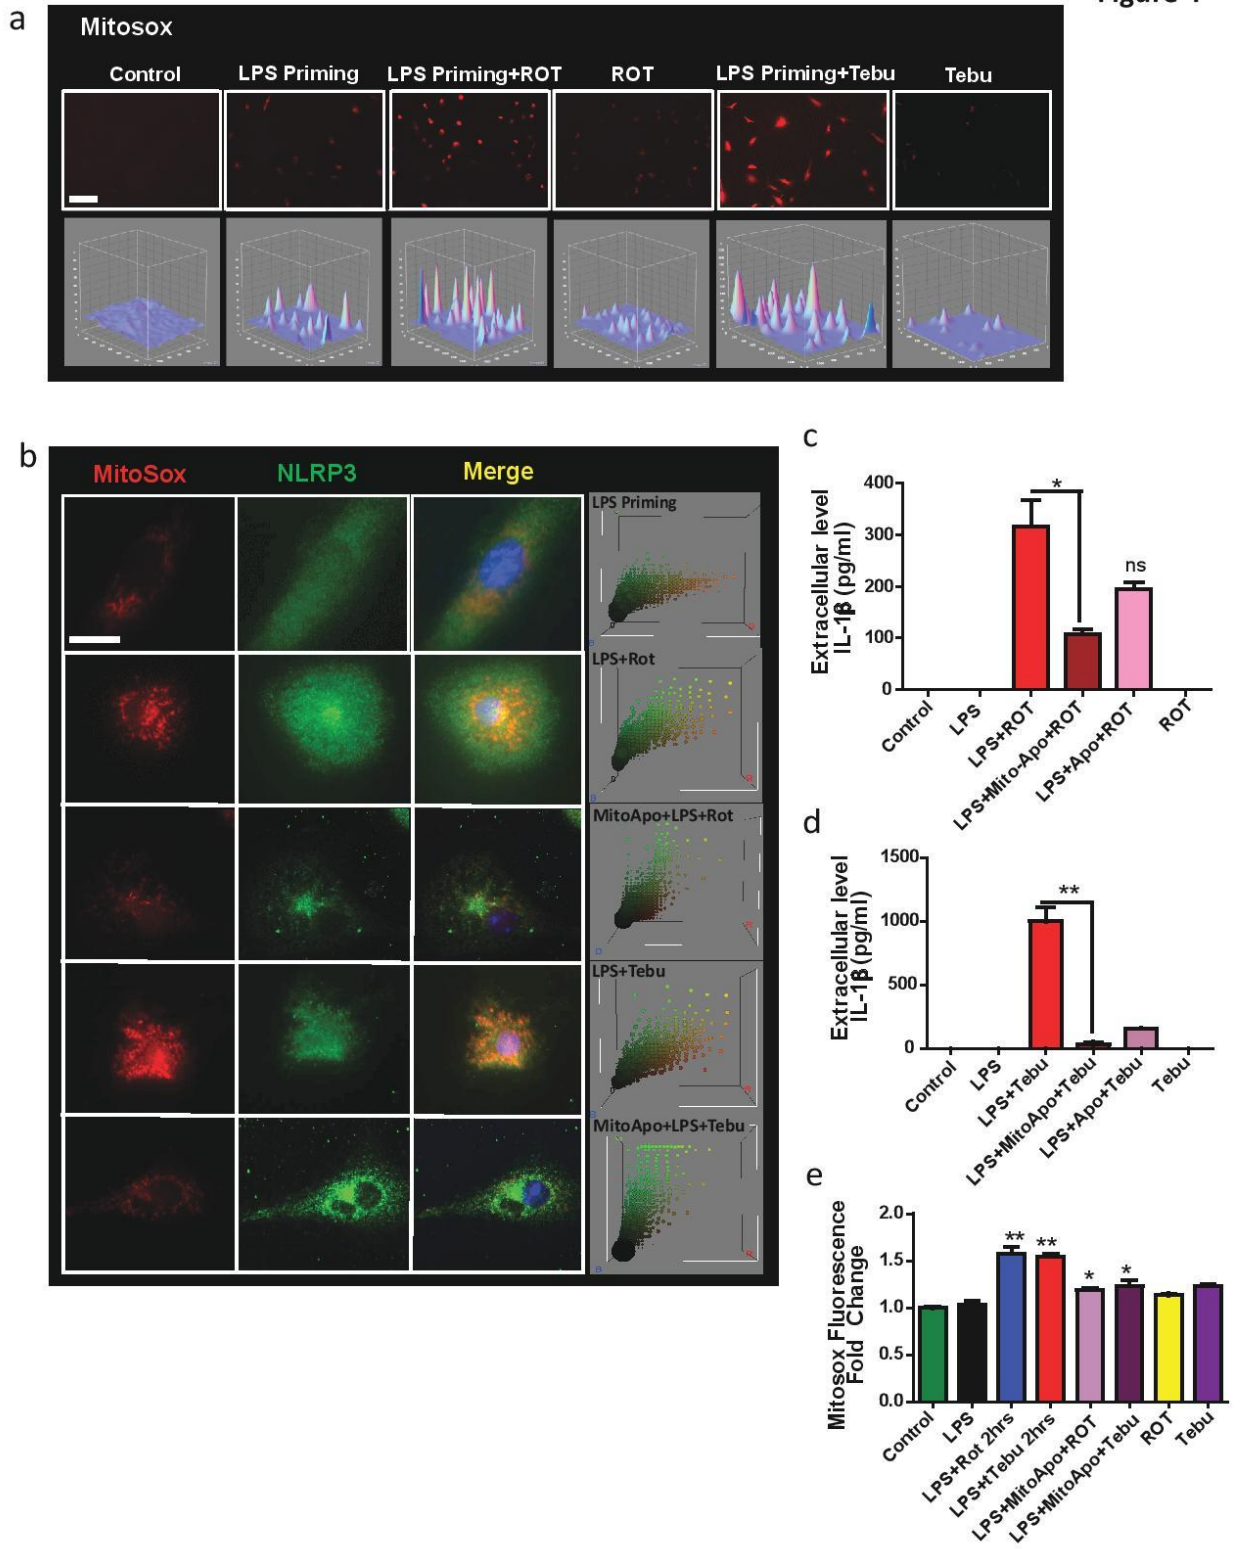 a
Mitosox
Control LPS Priming LPS Priming+ROT ROT LPS Priming+Tebu Tebu
b
MitoSox NLRP3 Merge
LPS Priming
LPS+Rot
MitoApo+LPS+Rot
LPS+Tebu
MitoApo+LPS+Tebu
c
Extracellular level
IL-1β (pg/ml)
400
300
200
100
0
*
ns
Control
LPS
LPS+ROT
LPS+Mito-Apo+ROT
LPS+Apo+ROT
ROT
d
Extracellular level
IL-1β (pg/ml)
1500
1000
500
0
**
Control
LPS
LPS+Tebu
LPS+MitoApo+Tebu
LPS+Apo+Tebu
Tebu
e
Mitosox Fluorescence
Fold Change
2.0
1.5
1.0
0.5
0.0
** **
* *
Control
LPS
LPS+Rot 2hrs
LPS+tTebu 2hrs
LPS+MitoApo+ROT
LPS+MitoApo+Tebu
ROT
Tebu